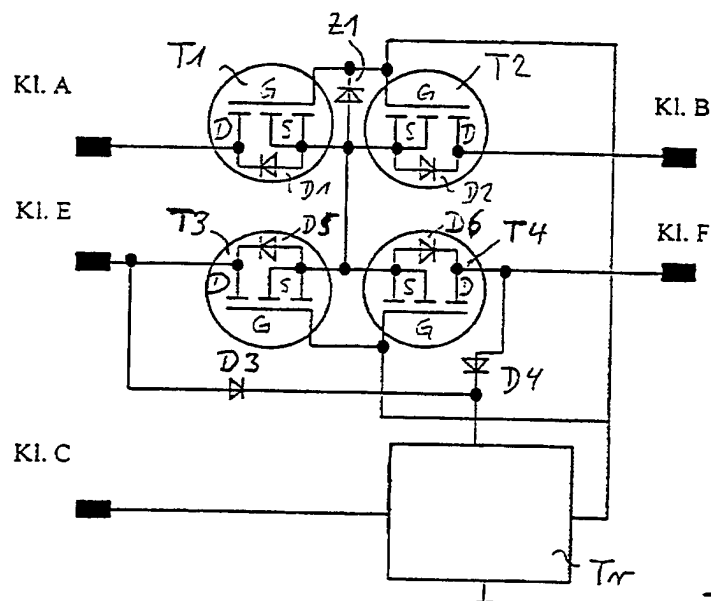 Z1
T1
T2
Kl. A
G
G
Kl. B
D
S
S
D
D1
D2
Kl. E
T3
D5
D6
T4
Kl. F
D
S
S
D
G
G
D3
D4
Kl. C
Tr